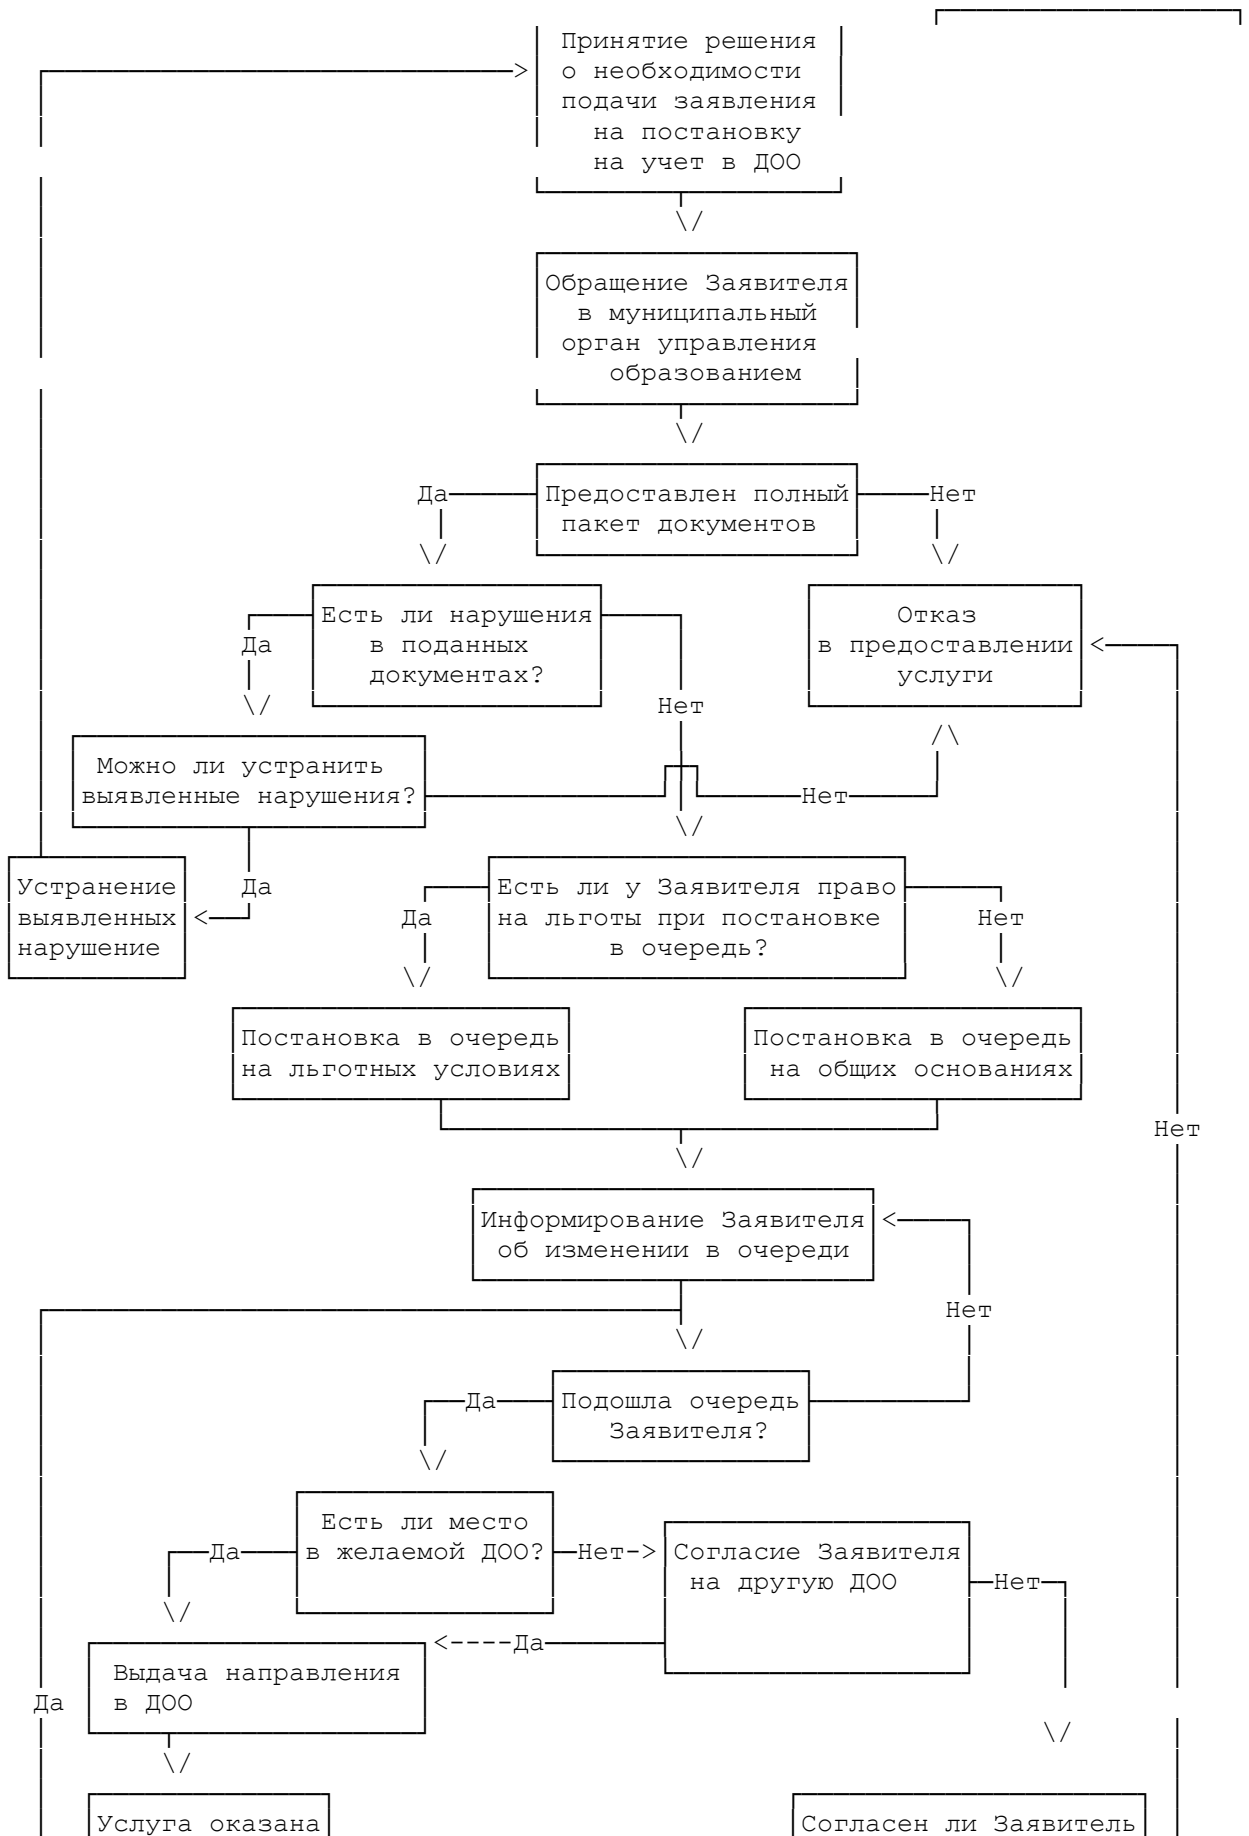 Принятие решения
о необходимости
подачи заявления
на постановку
на учет в ДОО
Обращение Заявителя
в муниципальный
орган управления
образованием
Да Предоставлен полный Нет
пакет документов
Есть ли нарушения Отказ
Да в поданных в предоставлении
документах? услуги
Нет
Можно ли устранить
выявленные нарушения? Нет
Устранение Да Есть ли у Заявителя право
выявленных Да на льготы при постановке Нет
нарушение в очередь?
Постановка в очередь Постановка в очередь
на льготных условиях на общих основаниях
Нет
Информирование Заявителя
об изменении в очереди
Нет
Да Подошла очередь
Заявителя?
Есть ли место
Да в желаемой ДОО? Нет Согласие Заявителя
на другую ДОО Нет
Да
Выдача направления
Да в ДОО
Услуга оказана Согласен ли Заявитель